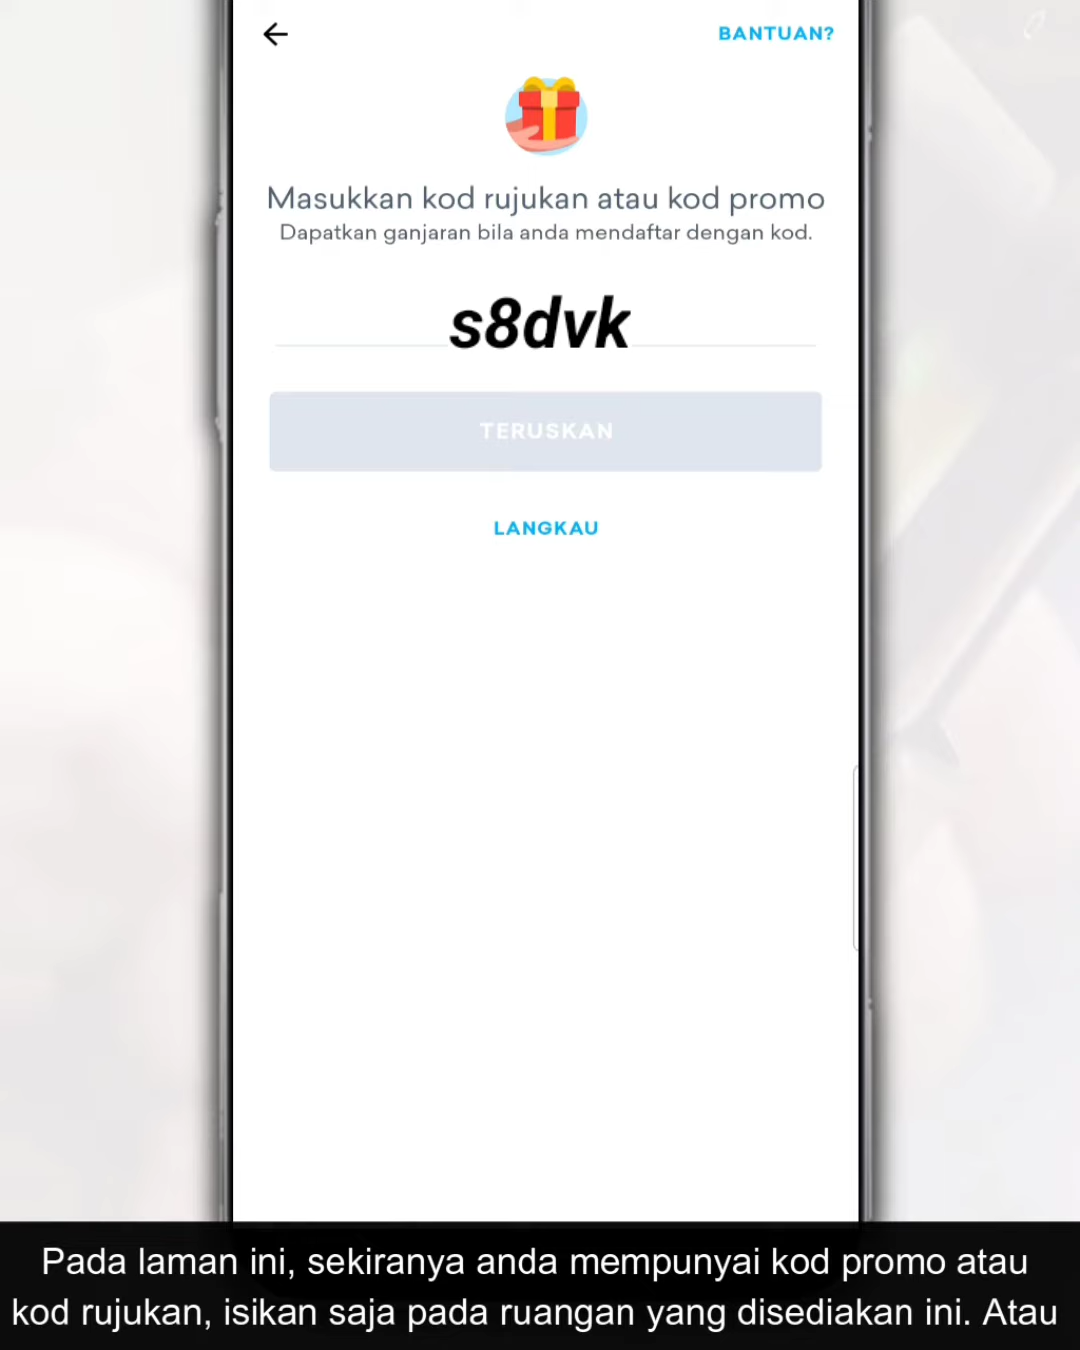 BANTUAN?
Masukkan kod rujukan atau kod promo
Dapatkan ganjaran bila anda mendaftar dengan kod.
s8dvk
TERUSKAN
LANGKAU
Pada laman ini, sekiranya anda mempunyai kod promo atau
kod rujukan, isikan saja pada ruangan yang disediakan ini. Atau